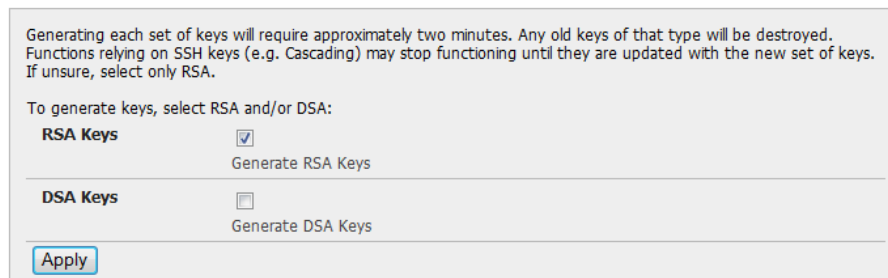 Generating each set of keys will require approximately two minutes. Any old keys of that type will be destroyed.
Functions relying on SSH keys (e.g. Cascading) may stop functioning until they are updated with the new set of keys.
If unsure, select only RSA.
To generate keys, select RSA and/or DSA:
RSA Keys
Generate RSA Keys
DSA Keys
Generate DSA Keys
Apply